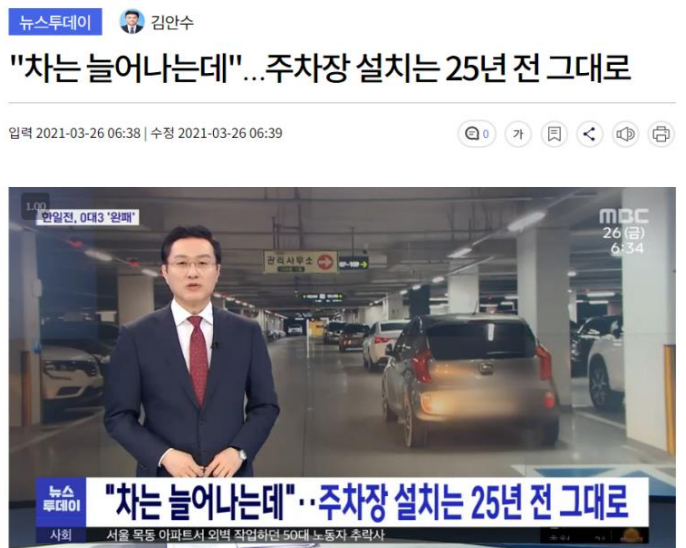 뉴스투데이 김안수
"차는 늘어나는데"…주차장 설치는 25년 전 그대로
입력 2021-03-26 06:38 | 수정 2021-03-26 06:39
0 가
1.00
한일전, 0대3 '완패'
MBC
26(금)
6:34
관리사무소
뉴스
투데이
"차는 늘어나는데"‥주차장 설치는 25년 전 그대로
사회 서울 목동 아파트서 외벽 작업하던 50대 노동자 추락사